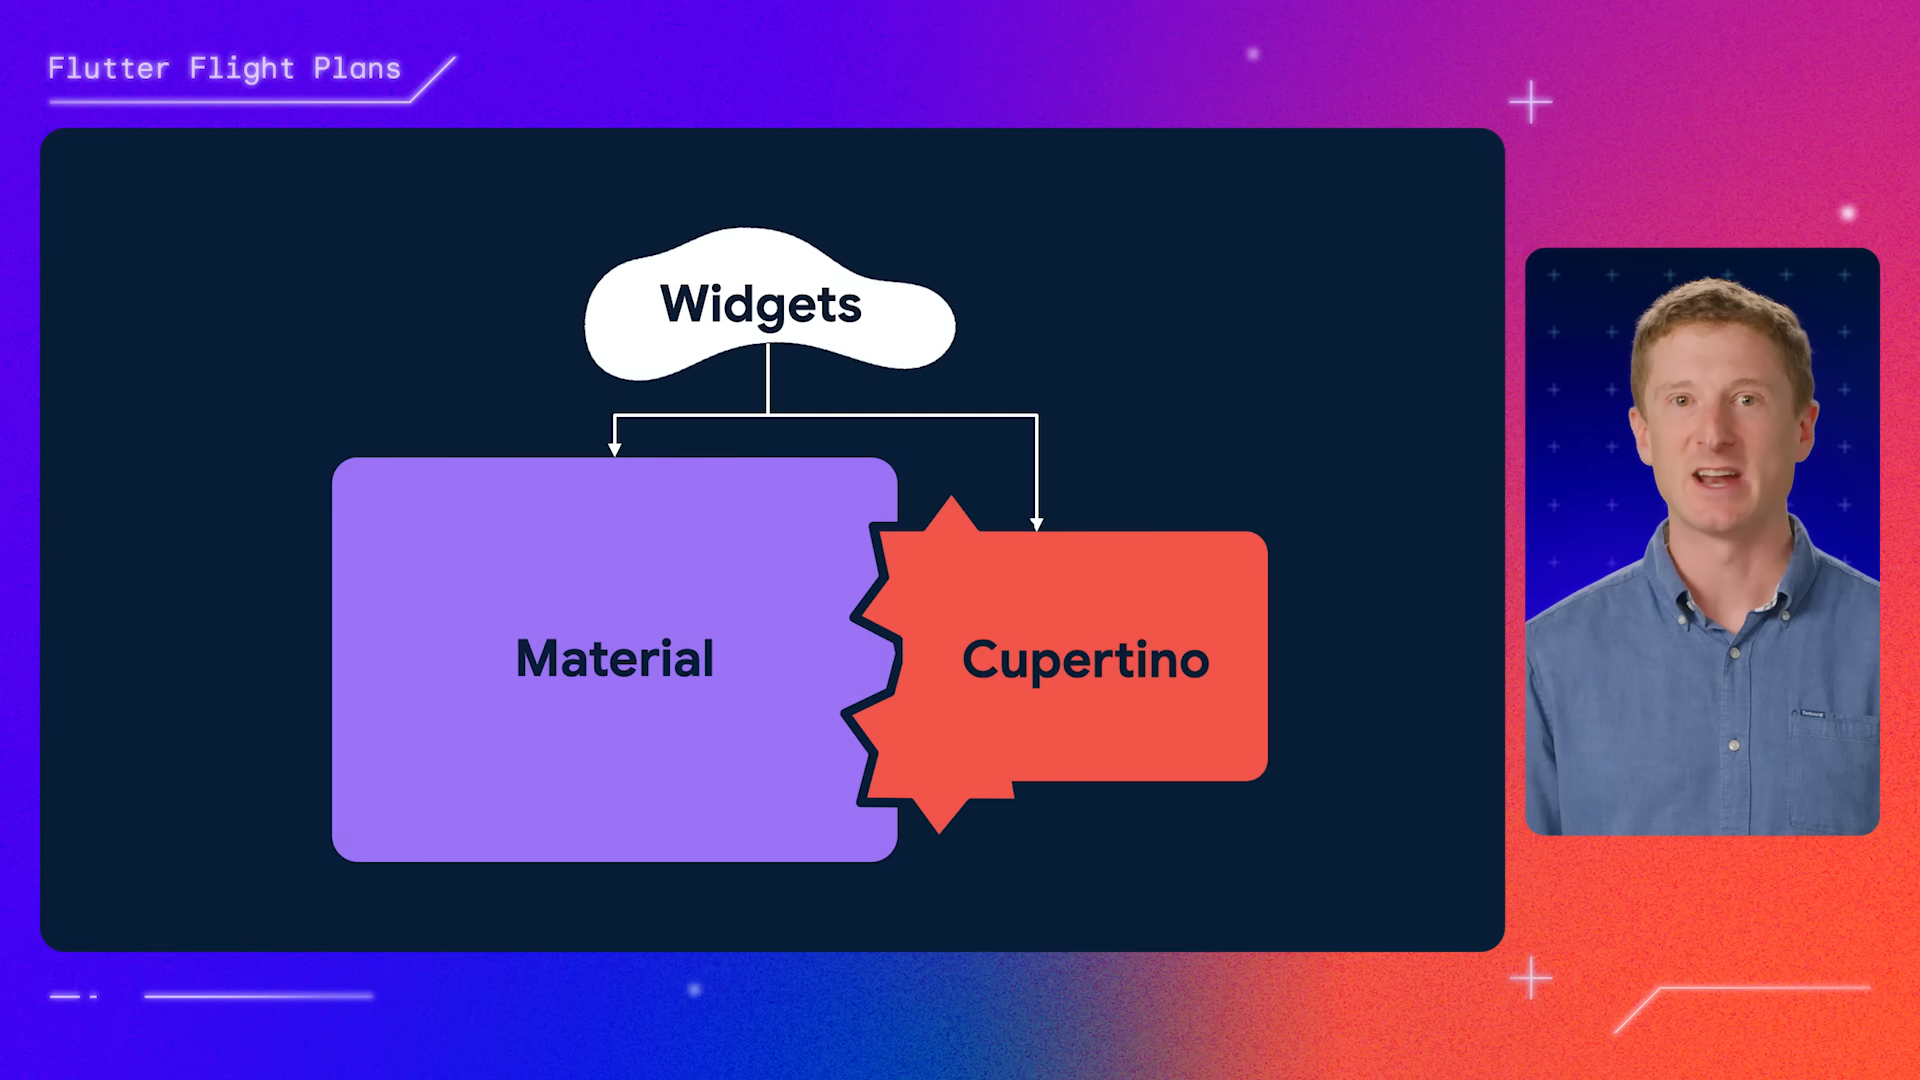 Flutter Flight Plans
Widgets
Material
Cupertino